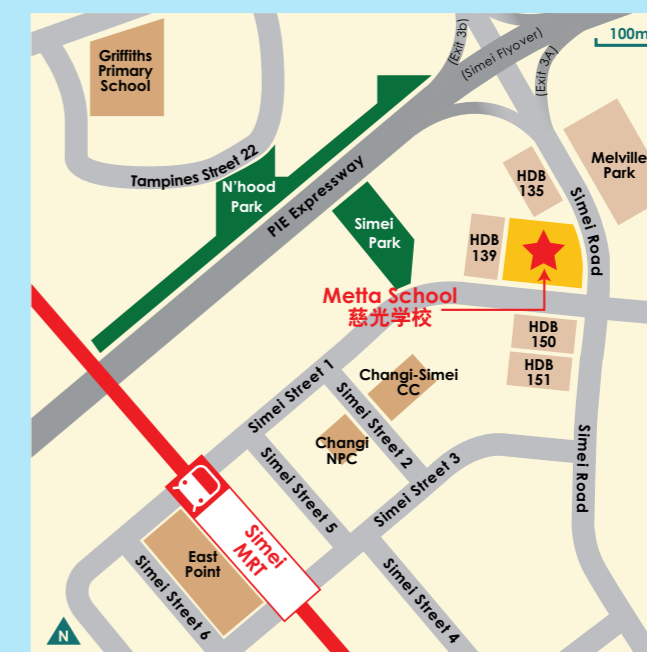 (Exit 3b)
(Simei Flyover)
(Exit 3A)
100m
Griffiths
Primary
School
Tampines Street 22
N'hood
Park
PIE Expressway
Simei
Park
HDB
135
Melville
Park
HDB
139
Simei Road
Metta School
慈光学校
HDB
150
HDB
151
Simei Street 1
Changi-Simei
CC
Simei Street 2
Changi
NPC
Simei Street 3
Simei Road
Simei Street 5
Simei
MRT
East
Point
Simei Street 6
Simei Street 4
N